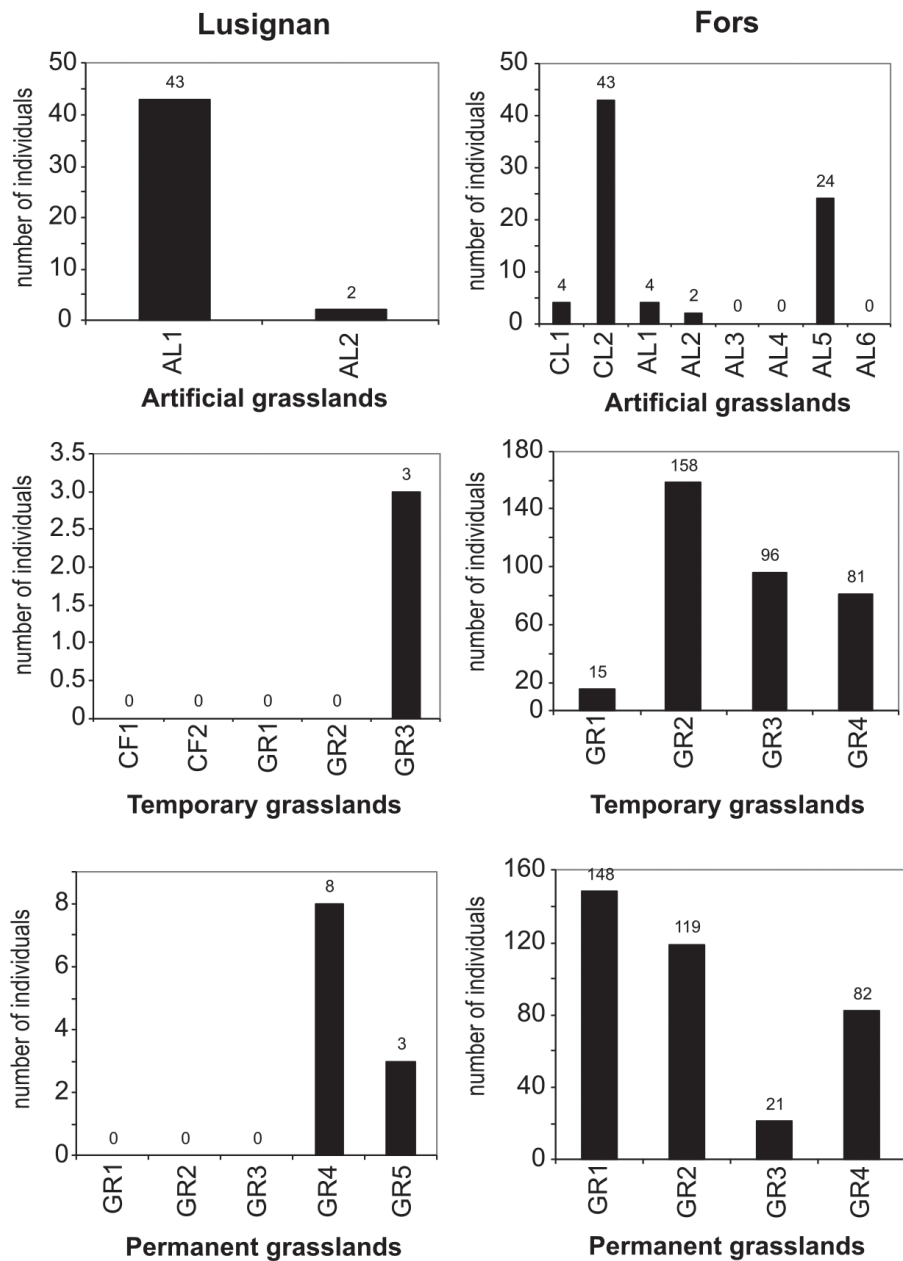 Lusignan
Fors
number of individuals
50
40
30
20
10
0
43
2
AL1
AL2
Artificial grasslands
number of individuals
50
40
30
20
10
0
4
43
4
2
0
0
24
0
CL1
CL2
AL1
AL2
AL3
AL4
AL5
AL6
Artificial grasslands
number of individuals
3.5
3.0
2.5
2.0
1.5
1.0
0.5
0
0
0
0
0
3
CF1
CF2
GR1
GR2
GR3
Temporary grasslands
number of individuals
180
160
140
100
60
20
0
15
158
96
81
GR1
GR2
GR3
GR4
Temporary grasslands
number of individuals
8
6
4
2
0
0
0
0
8
3
GR1
GR2
GR3
GR4
GR5
Permanent grasslands
number of individuals
160
120
80
40
0
148
119
21
82
GR1
GR2
GR3
GR4
Permanent grasslands